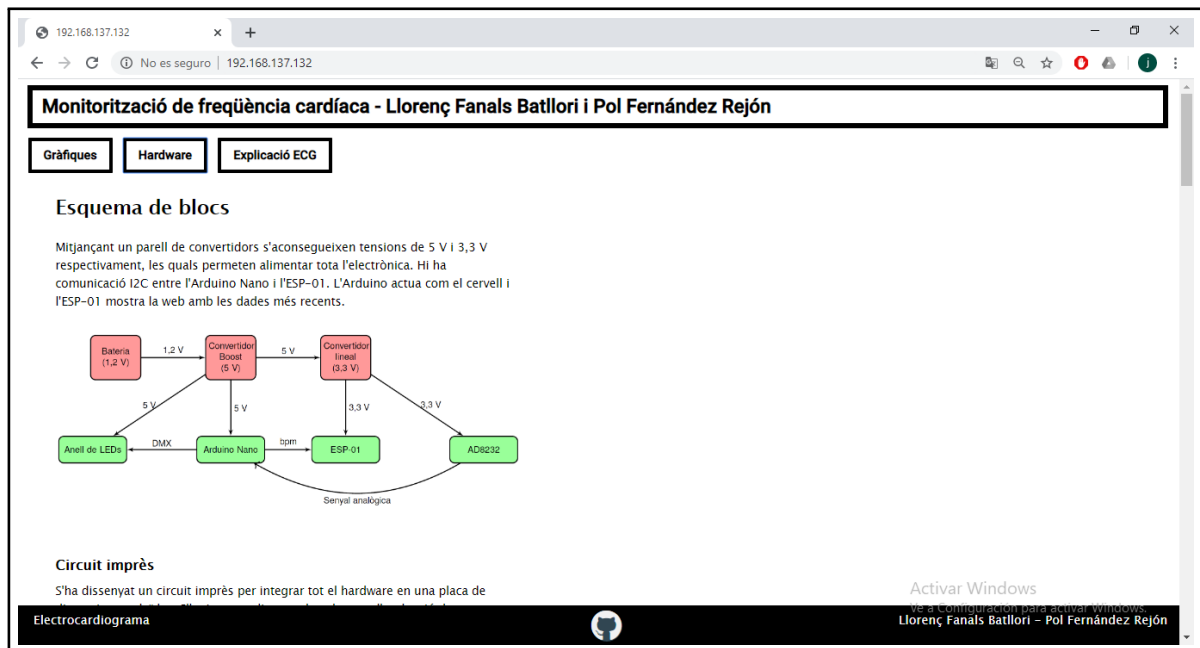 192.168.137.132
No es seguro | 192.168.137.132
j
Monitorització de freqüència cardíaca - Llorenç Fanals Batllori i Pol Fernández Rejón
Gràfiques Hardware Explicació ECG
Esquema de blocs
Mitjançant un parell de convertidors s'aconsegueixen tensions de 5 V i 3,3 V
respectivament, les quals permeten alimentar tota l'electrònica. Hi ha
comunicació I2C entre l'Arduino Nano i l'ESP-01. L'Arduino actua com el cervell i
l'ESP-01 mostra la web amb les dades més recents.
Bateria
(1,2 V)
1,2 V
Convertidor
Boost
(5 V)
5 V
Convertidor
lineal
(3.3 V)
5 V
5 V
3,3 V
3,3 V
Anell de LEDs
DMX
Arduino Nano
bpm
ESP-01
AD8232
Senyal analògica
Circuit imprès
S'ha dissenyat un circuit imprès per integrar tot el hardware en una placa de
Activar Windows
Ve a Configuración para activar Windows.
Electrocardiograma
Llorenç Fanals Batllori - Pol Fernández Rejón